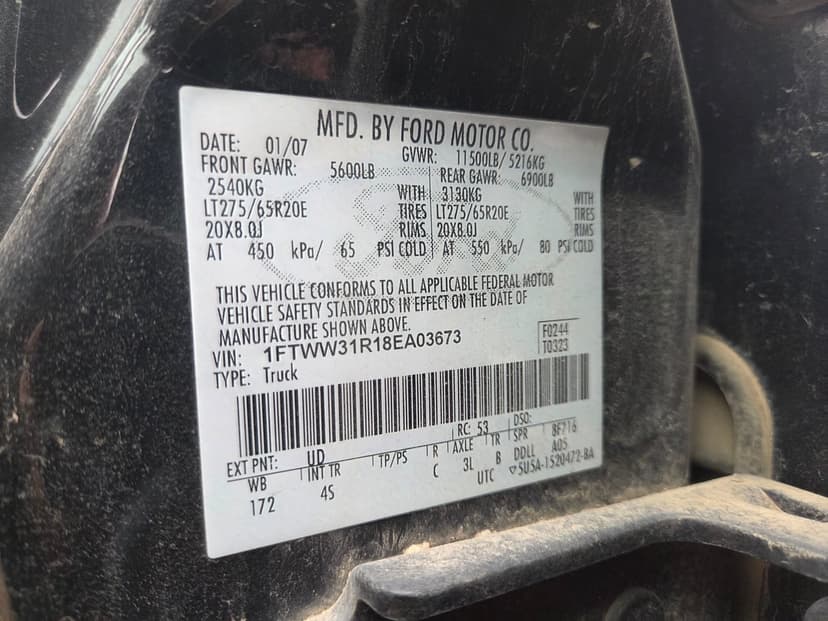 MFD. BY FORD MOTOR CO.
DATE: 01/07 GVWR: 11500LB/ 5216KG
FRONT GAWR: 5600LB REAR GAWR: 6900LB
2540KG WITH 3130KG WITH
LT275/65R20E TIRES LT275/65R20E TIRES
20X8.0J RIMS 20X8.0J RIMS
AT 450 kPa/ 65 PSI COLD AT 550 kPa/ 80 PSI COLD
THIS VEHICLE CONFORMS TO ALL APPLICABLE FEDERAL MOTOR
VEHICLE SAFETY STANDARDS IN EFFECT ON THE DATE OF
MANUFACTURE SHOWN ABOVE.
VIN: 1FTWW31R18EA03673 F0244
TYPE: Truck T0323
EXT PNT: UD RC: 53 DSO:
WB INT TR TP/PS R AXLE TR SPR 8F716
172 4S C 3L B DDLL A05
UTC ▽5U5A-1520472-BA